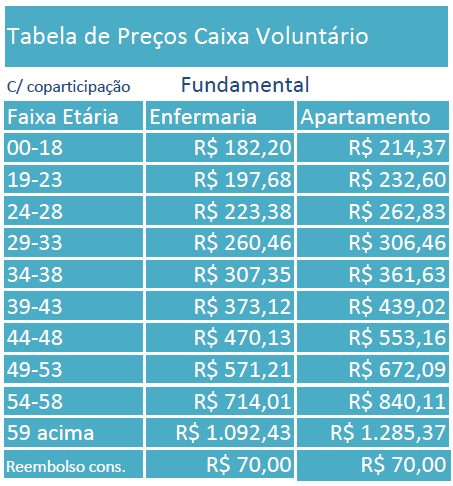 Tabela de Preços Caixa Voluntário
C/ coparticipação Fundamental
Faixa Etária Enfermaria Apartamento
00-18 R$ 182,20 R$ 214,37
19-23 R$ 197,68 R$ 232,60
24-28 R$ 223,38 R$ 262,83
29-33 R$ 260,46 R$ 306,46
34-38 R$ 307,35 R$ 361,63
39-43 R$ 373,12 R$ 439,02
44-48 R$ 470,13 R$ 553,16
49-53 R$ 571,21 R$ 672,09
54-58 R$ 714,01 R$ 840,11
59 acima R$ 1.092,43 R$ 1.285,37
Reembolso cons. R$ 70,00 R$ 70,00